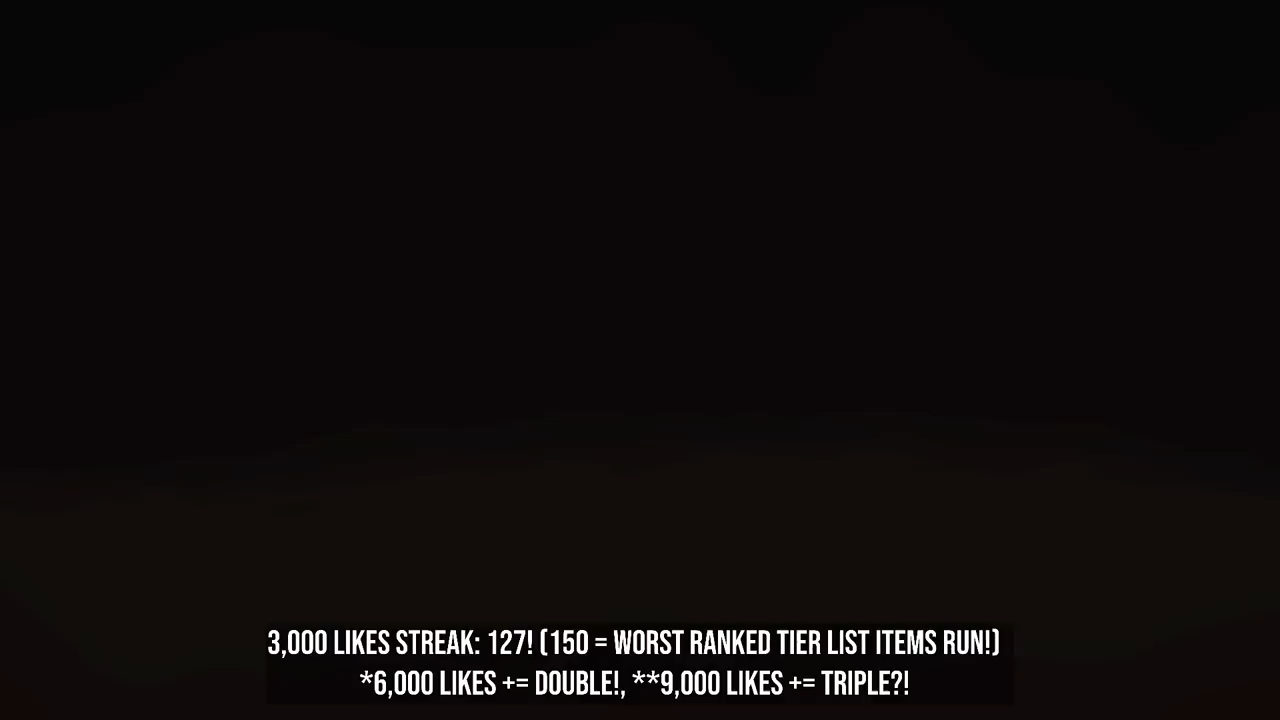 3,000 LIKES STREAK: 127! (150 = WORST RANKED TIER LIST ITEMS RUN!)
*6,000 LIKES += DOUBLE!, **9,000 LIKES += TRIPLE?!